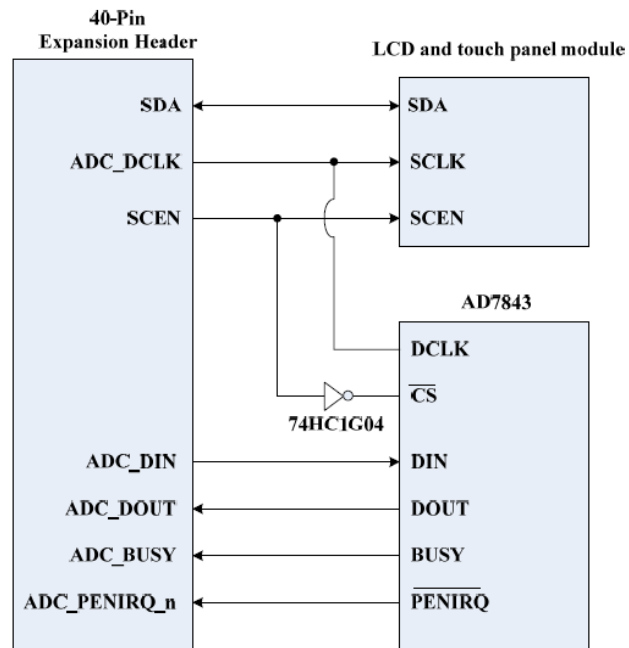 40-Pin
Expansion Header
LCD and touch panel module
SDA
SDA
ADC_DCLK
SCLK
SCEN
SCEN
AD7843
DCLK
CS
74HC1G04
ADC_DIN
DIN
ADC_DOUT
DOUT
ADC_BUSY
BUSY
ADC_PENIRQ_n
PENIRQ